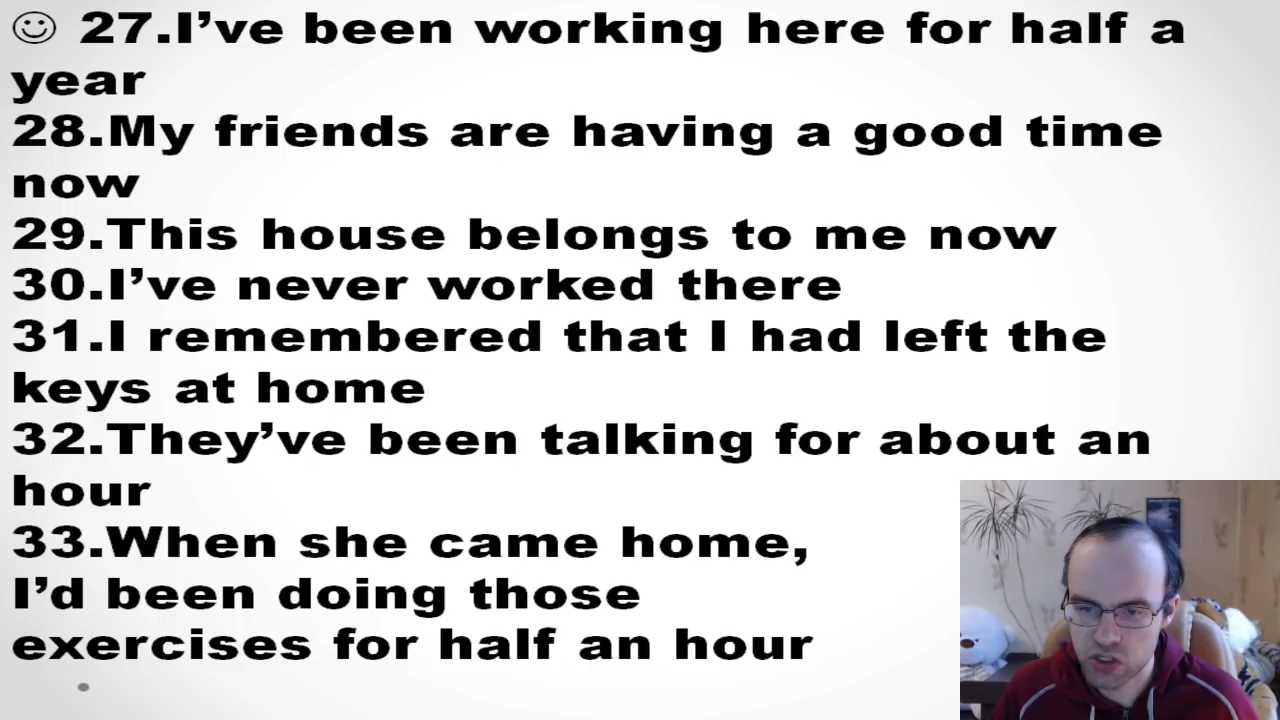 ☺ 27.I’ve been working here for half a
year
28.My friends are having a good time
now
29.This house belongs to me now
30.I’ve never worked there
31.I remembered that I had left the
keys at home
32.They’ve been talking for about an
hour
33.When she came home,
I’d been doing those
exercises for half an hour